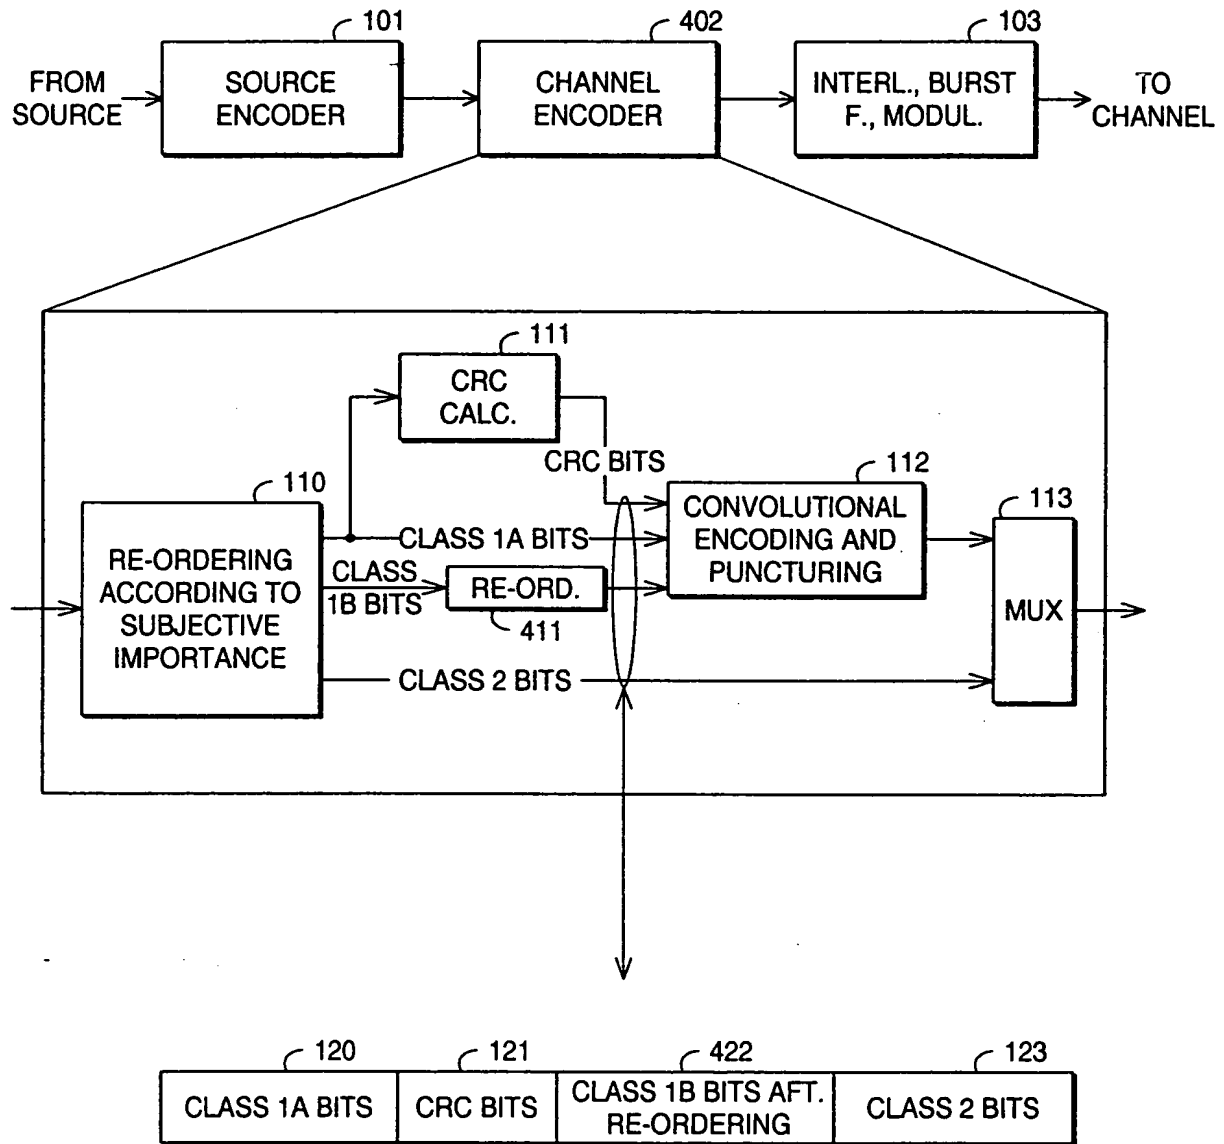 101
402
103
FROM
SOURCE
SOURCE
ENCODER
CHANNEL
ENCODER
INTERL., BURST
F., MODUL.
TO
CHANNEL
111
CRC
CALC.
CRC BITS
110
RE-ORDERING
ACCORDING TO
SUBJECTIVE
IMPORTANCE
CLASS 1A BITS
CLASS
1B BITS
RE-ORD.
411
CLASS 2 BITS
112
CONVOLUTIONAL
ENCODING AND
PUNCTURING
113
MUX
120
121
422
123
CLASS 1A BITS
CRC BITS
CLASS 1B BITS AFT.
RE-ORDERING
CLASS 2 BITS